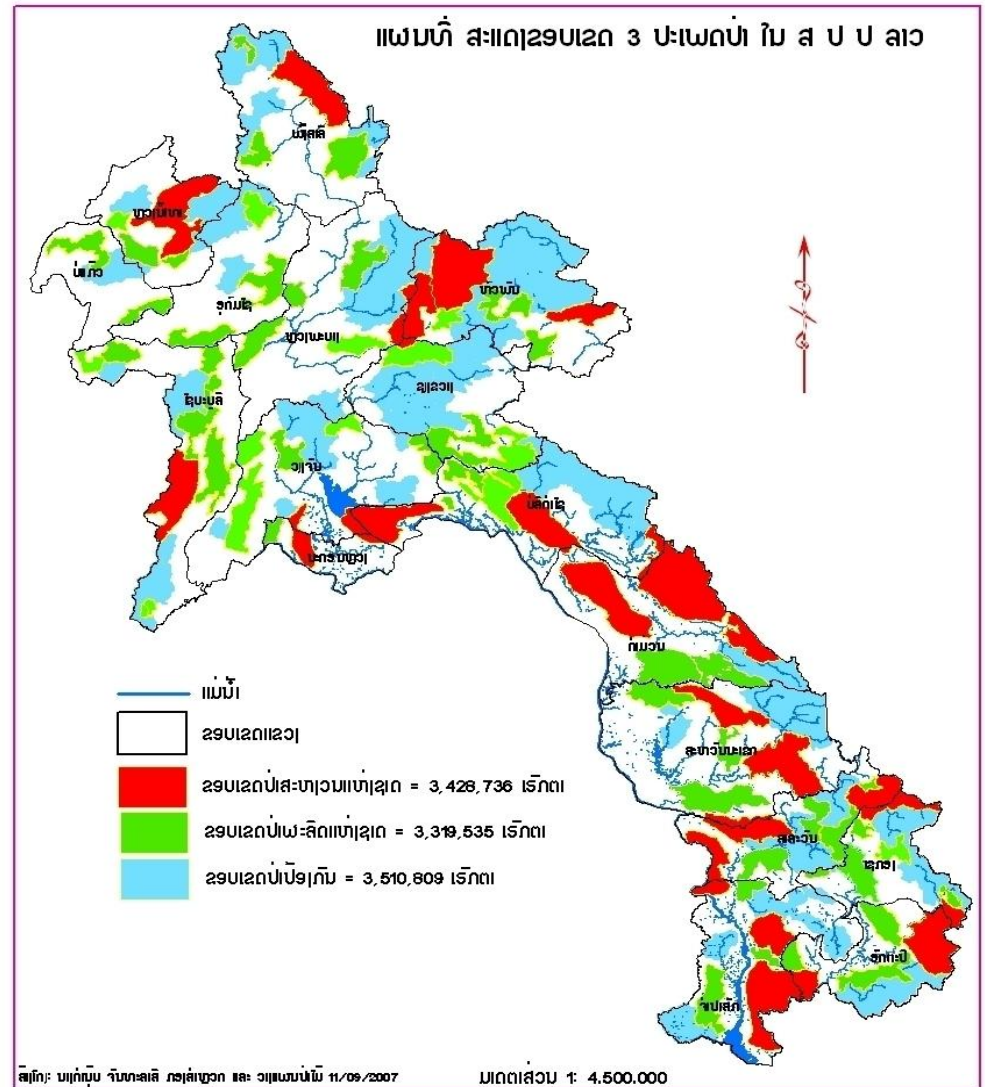 ແຜນທີ່ ສະແດງຂອບເຂດ 3 ປະເພດປ່າ ໃນ ສ ປ ປ ລາວ
ຜົ້ງສາລີ
ຫຼວງນ້ຳທາ
ບໍ່ແກ້ວ
ອຸດົມໄຊ
ຫົວພັນ
ຫຼວງພະບາງ
ຊຽງຂວາງ
ໄຊຍະບູລີ
ວຽງຈັນ
ບໍລິຄຳໄຊ
ນະຄອນຫຼວງ
ຄຳມ່ວນ
ສະຫວັນນະເຂດ
ສາລະວັນ
ເຊກອງ
ອັດຕະປື
ຈຳປາສັກ
ແມ່ນ້ຳ
ຂອບເຂດແຂວງ
ຂອບເຂດປ່າສະຫງວນແຫ່ງຊາດ = 3,428,736 ເຮັກຕາ
ຂອບເຂດປ່າຜະລິດແຫ່ງຊາດ = 3,319,535 ເຮັກຕາ
ຂອບເຂດປ່າປ້ອງກັນ = 3,510,809 ເຮັກຕາ
11/09/2007
ມາດຕາສ່ວນ 1: 4.500.000